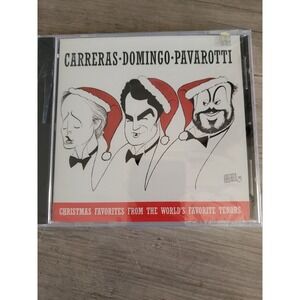 CARRERAS·DOMINGO·PAVAROTTI
CHRISTMAS FAVORITES FROM THE WORLD'S FAVORITE TENORS